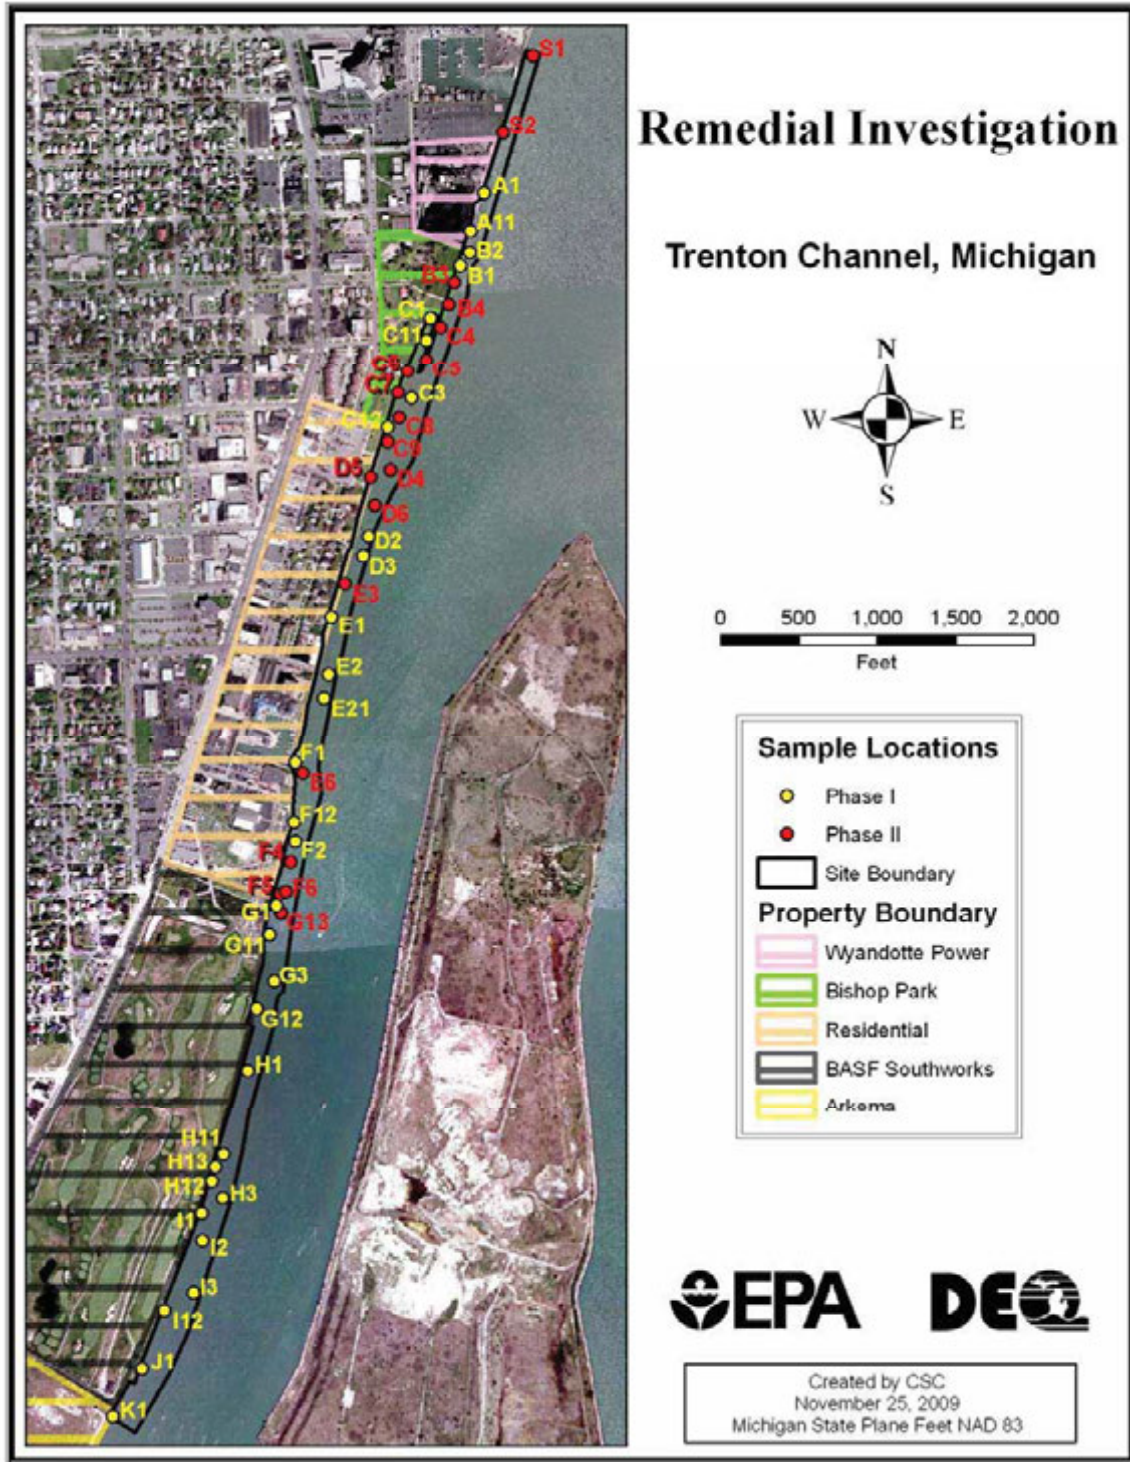 S1
S2
A1
A11
B2
B1
B3
B4
C1
C4
C11
C5
C6
C7
C3
C12
C8
C9
D5
D4
D6
D2
D3
E3
E1
E2
E21
F1
E6
F12
F2
F4
F5
F6
G1
G13
G11
G3
G12
H1
H11
H13
H12
H3
I1
I2
I3
I12
J1
K1
Remedial Investigation
Trenton Channel, Michigan
N
W E
S
0 500 1,000 1,500 2,000
Feet
Sample Locations
Phase I
Phase II
Site Boundary
Property Boundary
Wyandotte Power
Bishop Park
Residential
BASF Southworks
Arkema
EPA DEQ
Created by CSC
November 25, 2009
Michigan State Plane Feet NAD 83